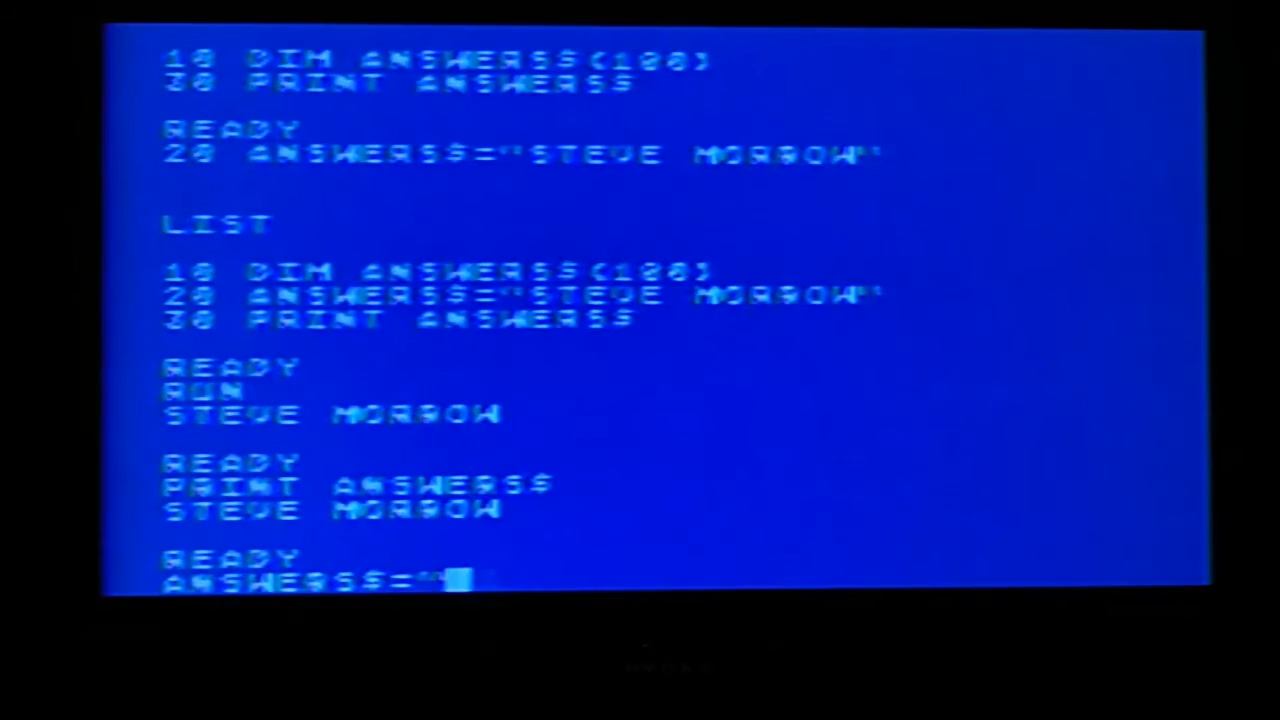 10 DIM ANSWERS$(100)
30 PRINT ANSWERS$
READY
20 ANSWERS$="STEVE MORROW"
LIST
10 DIM ANSWERS$(100)
20 ANSWERS$="STEVE MORROW"
30 PRINT ANSWERS$
READY
RUN
STEVE MORROW
READY
PRINT ANSWERS$
STEVE MORROW
READY
ANSWERS$="